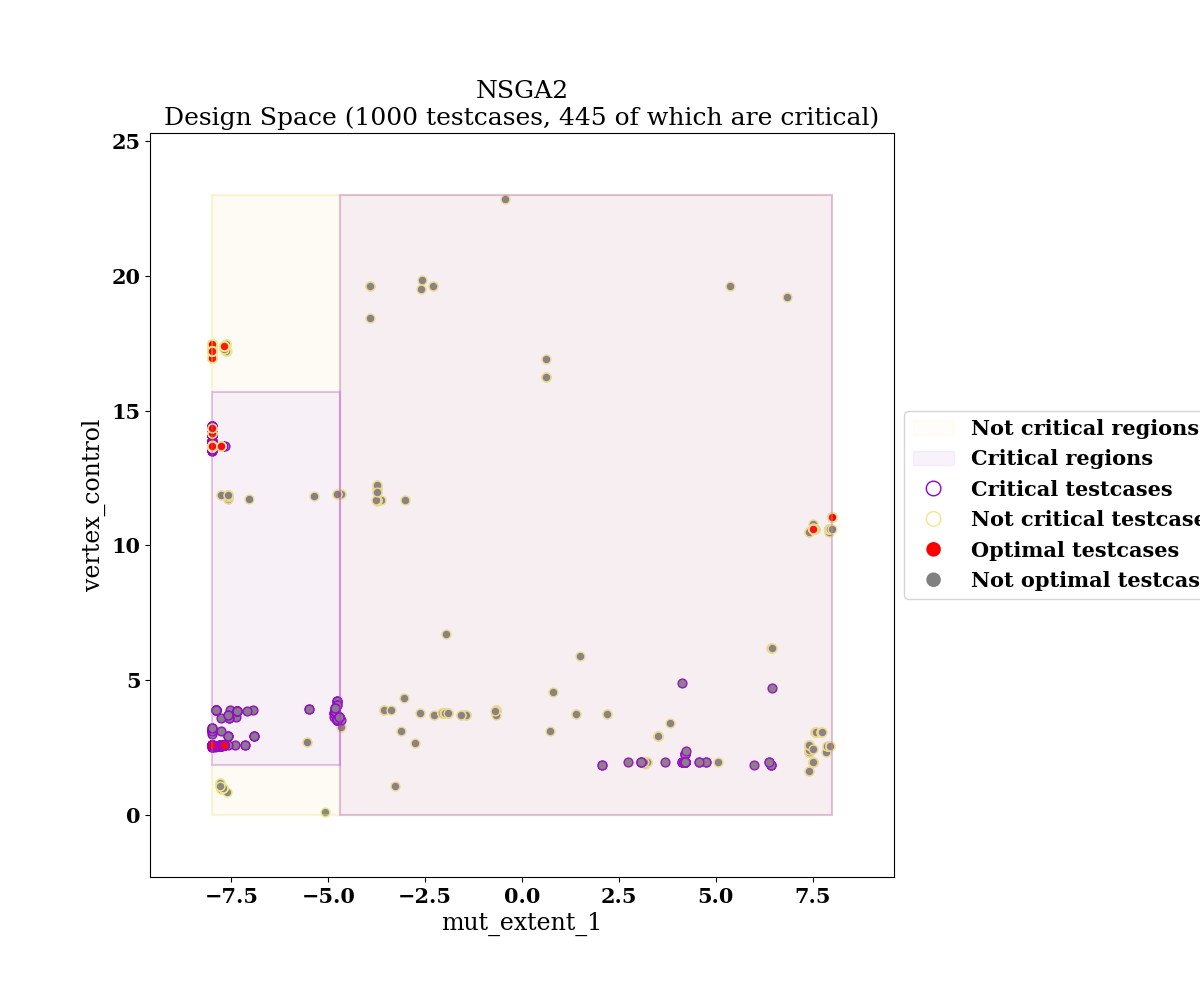 NSGA2
Design Space (1000 testcases, 445 of which are critical)
25
20
15
10
5
0
vertex_control
−7.5 −5.0 −2.5 0.0 2.5 5.0 7.5
mut_extent_1
Not critical regions
Critical regions
Critical testcases
Not critical testcase
Optimal testcases
Not optimal testcas